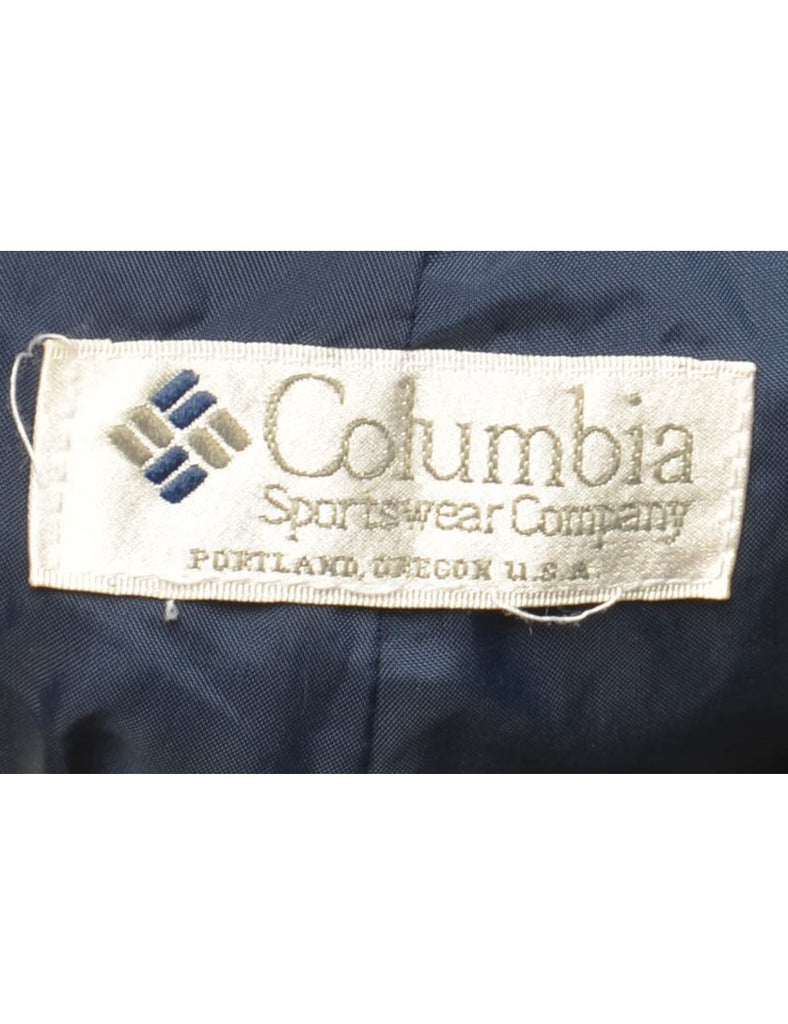 Columbia
Sportswear Company
PORTLAND, OREGON U.S.A